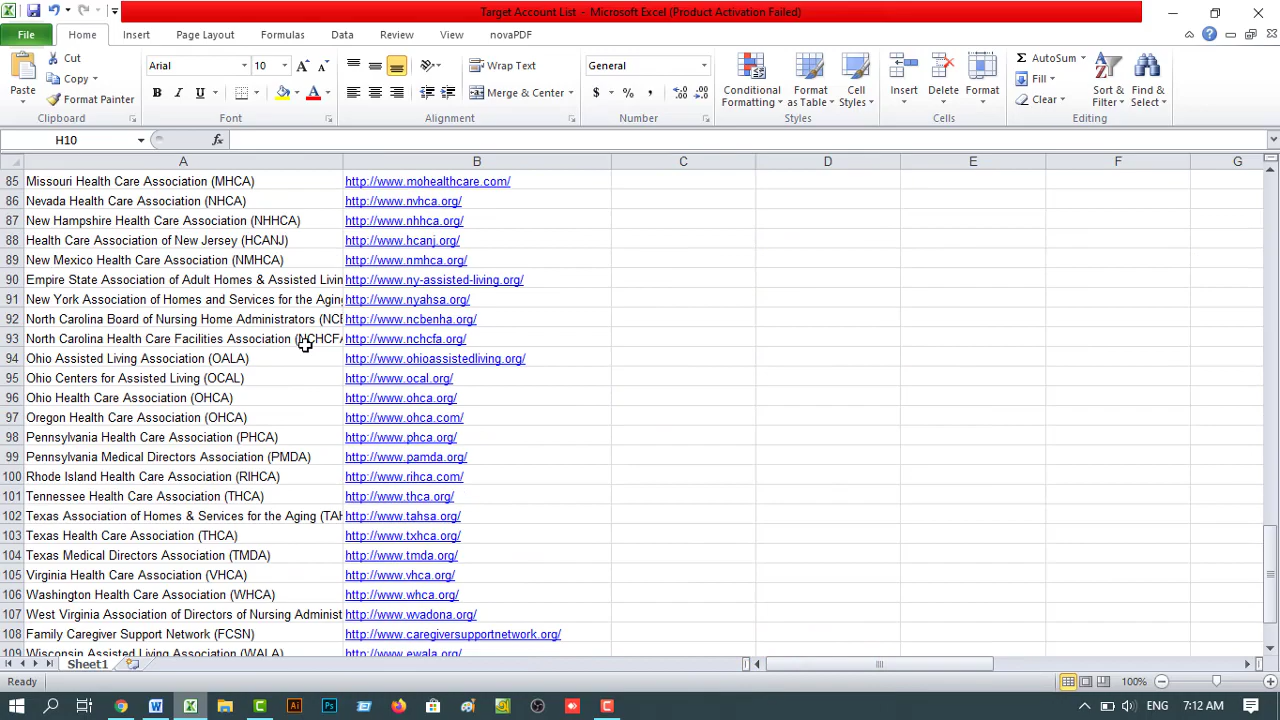 Target Account List - Microsoft Excel (Product Activation Failed)
File Home Insert Page Layout Formulas Data Review View novaPDF
Paste Cut Copy Format Painter Clipboard
Arial 10 B I U A Font
Wrap Text Merge & Center Alignment
General $ % , Number
Conditional Formatting Format as Table Cell Styles Styles
Insert Delete Format Cells
AutoSum Fill Clear Sort & Filter Find & Select Editing
H10 fx
A B C D E F G
85 Missouri Health Care Association (MHCA) http://www.mohealthcare.com/
86 Nevada Health Care Association (NHCA) http://www.nvhca.org/
87 New Hampshire Health Care Association (NHHCA) http://www.nhhca.org/
88 Health Care Association of New Jersey (HCANJ) http://www.hcanj.org/
89 New Mexico Health Care Association (NMHCA) http://www.nmhca.org/
90 Empire State Association of Adult Homes & Assisted Livin http://www.ny-assisted-living.org/
91 New York Association of Homes and Services for the Aging http://www.nyahsa.org/
92 North Carolina Board of Nursing Home Administrators (NCB http://www.ncbenha.org/
93 North Carolina Health Care Facilities Association (NCHCFA http://www.nchcfa.org/
94 Ohio Assisted Living Association (OALA) http://www.ohioassistedliving.org/
95 Ohio Centers for Assisted Living (OCAL) http://www.ocal.org/
96 Ohio Health Care Association (OHCA) http://www.ohca.org/
97 Oregon Health Care Association (OHCA) http://www.ohca.com/
98 Pennsylvania Health Care Association (PHCA) http://www.phca.org/
99 Pennsylvania Medical Directors Association (PMDA) http://www.pamda.org/
100 Rhode Island Health Care Association (RIHCA) http://www.rihca.com/
101 Tennessee Health Care Association (THCA) http://www.thca.org/
102 Texas Association of Homes & Services for the Aging (TAH http://www.tahsa.org/
103 Texas Health Care Association (THCA) http://www.txhca.org/
104 Texas Medical Directors Association (TMDA) http://www.tmda.org/
105 Virginia Health Care Association (VHCA) http://www.vhca.org/
106 Washington Health Care Association (WHCA) http://www.whca.org/
107 West Virginia Association of Directors of Nursing Administ http://www.wvadona.org/
108 Family Caregiver Support Network (FCSN) http://www.caregiversupportnetwork.org/
109 Wisconsin Assisted Living Association (WALA) http://www.ewala.org/
Sheet1
Ready 100%
ENG 7:12 AM